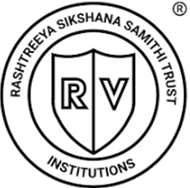 ®
RASHTREEYA SIKSHANA SAMITHI TRUST
R V
INSTITUTIONS